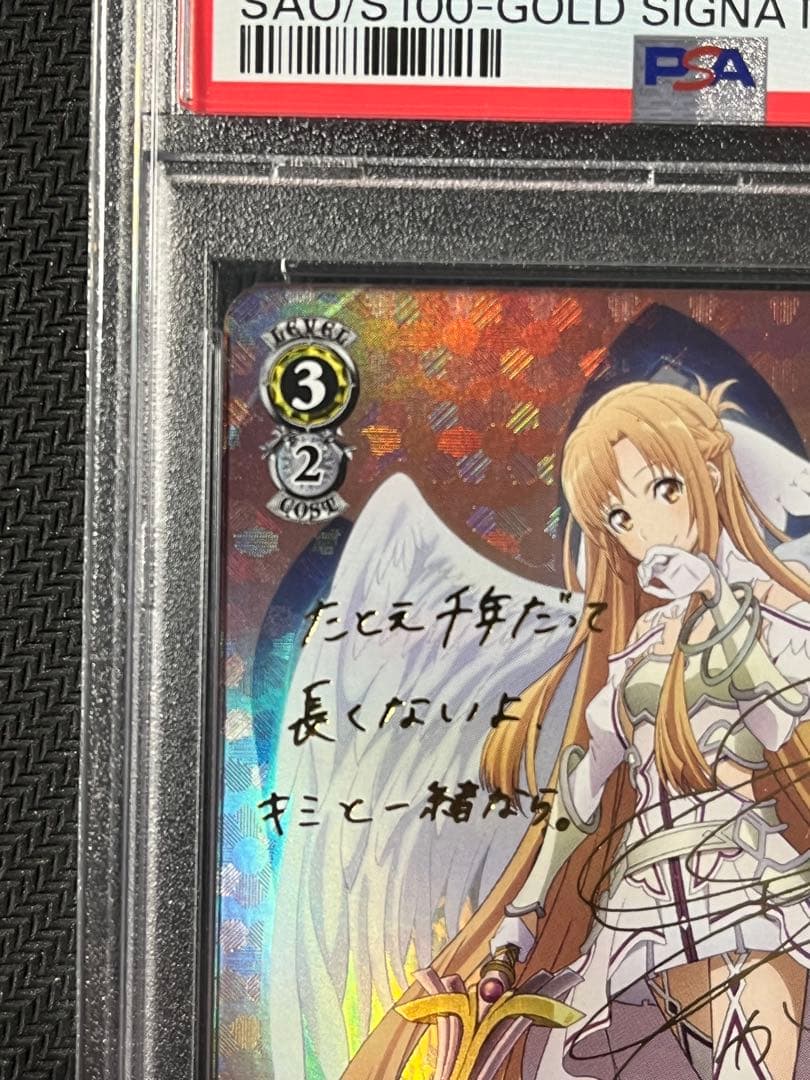 SAO/S100-GOLD SIGNAT
PSA
LEVEL
3
2
COST
たとえ千年だって
長くないよ、
キミと一緒なら。